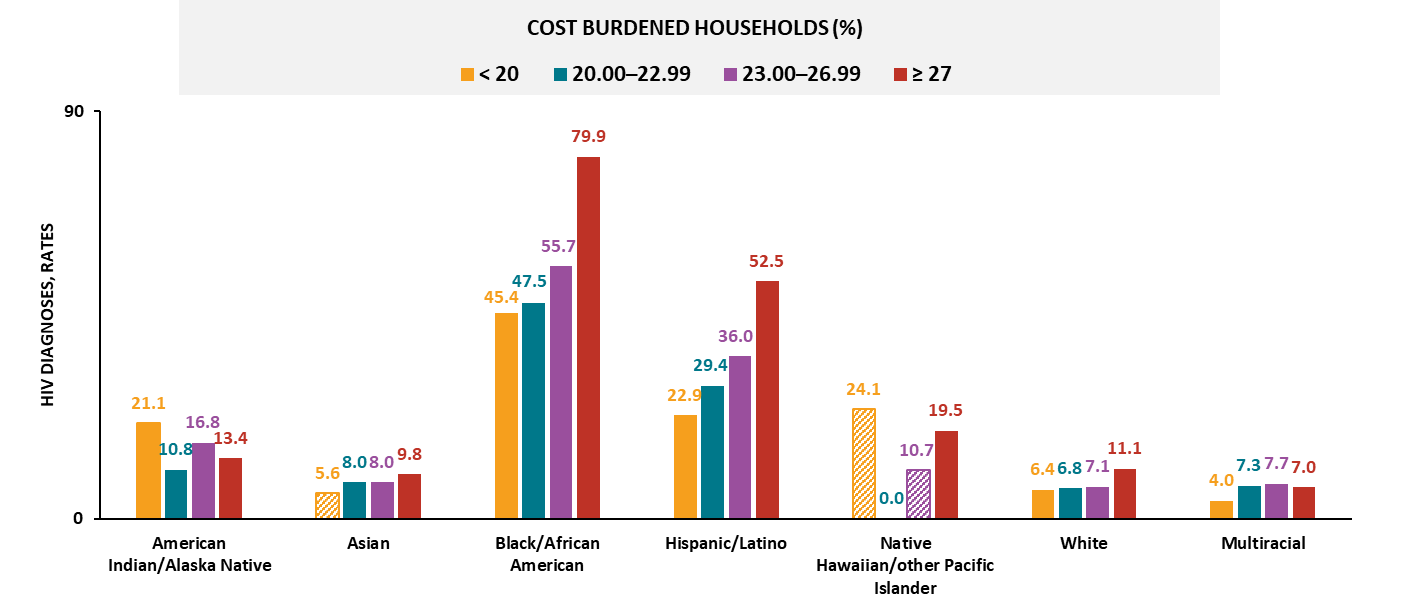 COST BURDENED HOUSEHOLDS (%)
< 20 20.00–22.99 23.00–26.99 ≥ 27
90
HIV DIAGNOSES, RATES
0
21.1
10.8
16.8
13.4
5.6
8.0
8.0
9.8
45.4
47.5
55.7
79.9
22.9
29.4
36.0
52.5
24.1
0.0
10.7
19.5
6.4
6.8
7.1
11.1
4.0
7.3
7.7
7.0
American
Indian/Alaska Native
Asian
Black/African
American
Hispanic/Latino
Native
Hawaiian/other Pacific
Islander
White
Multiracial